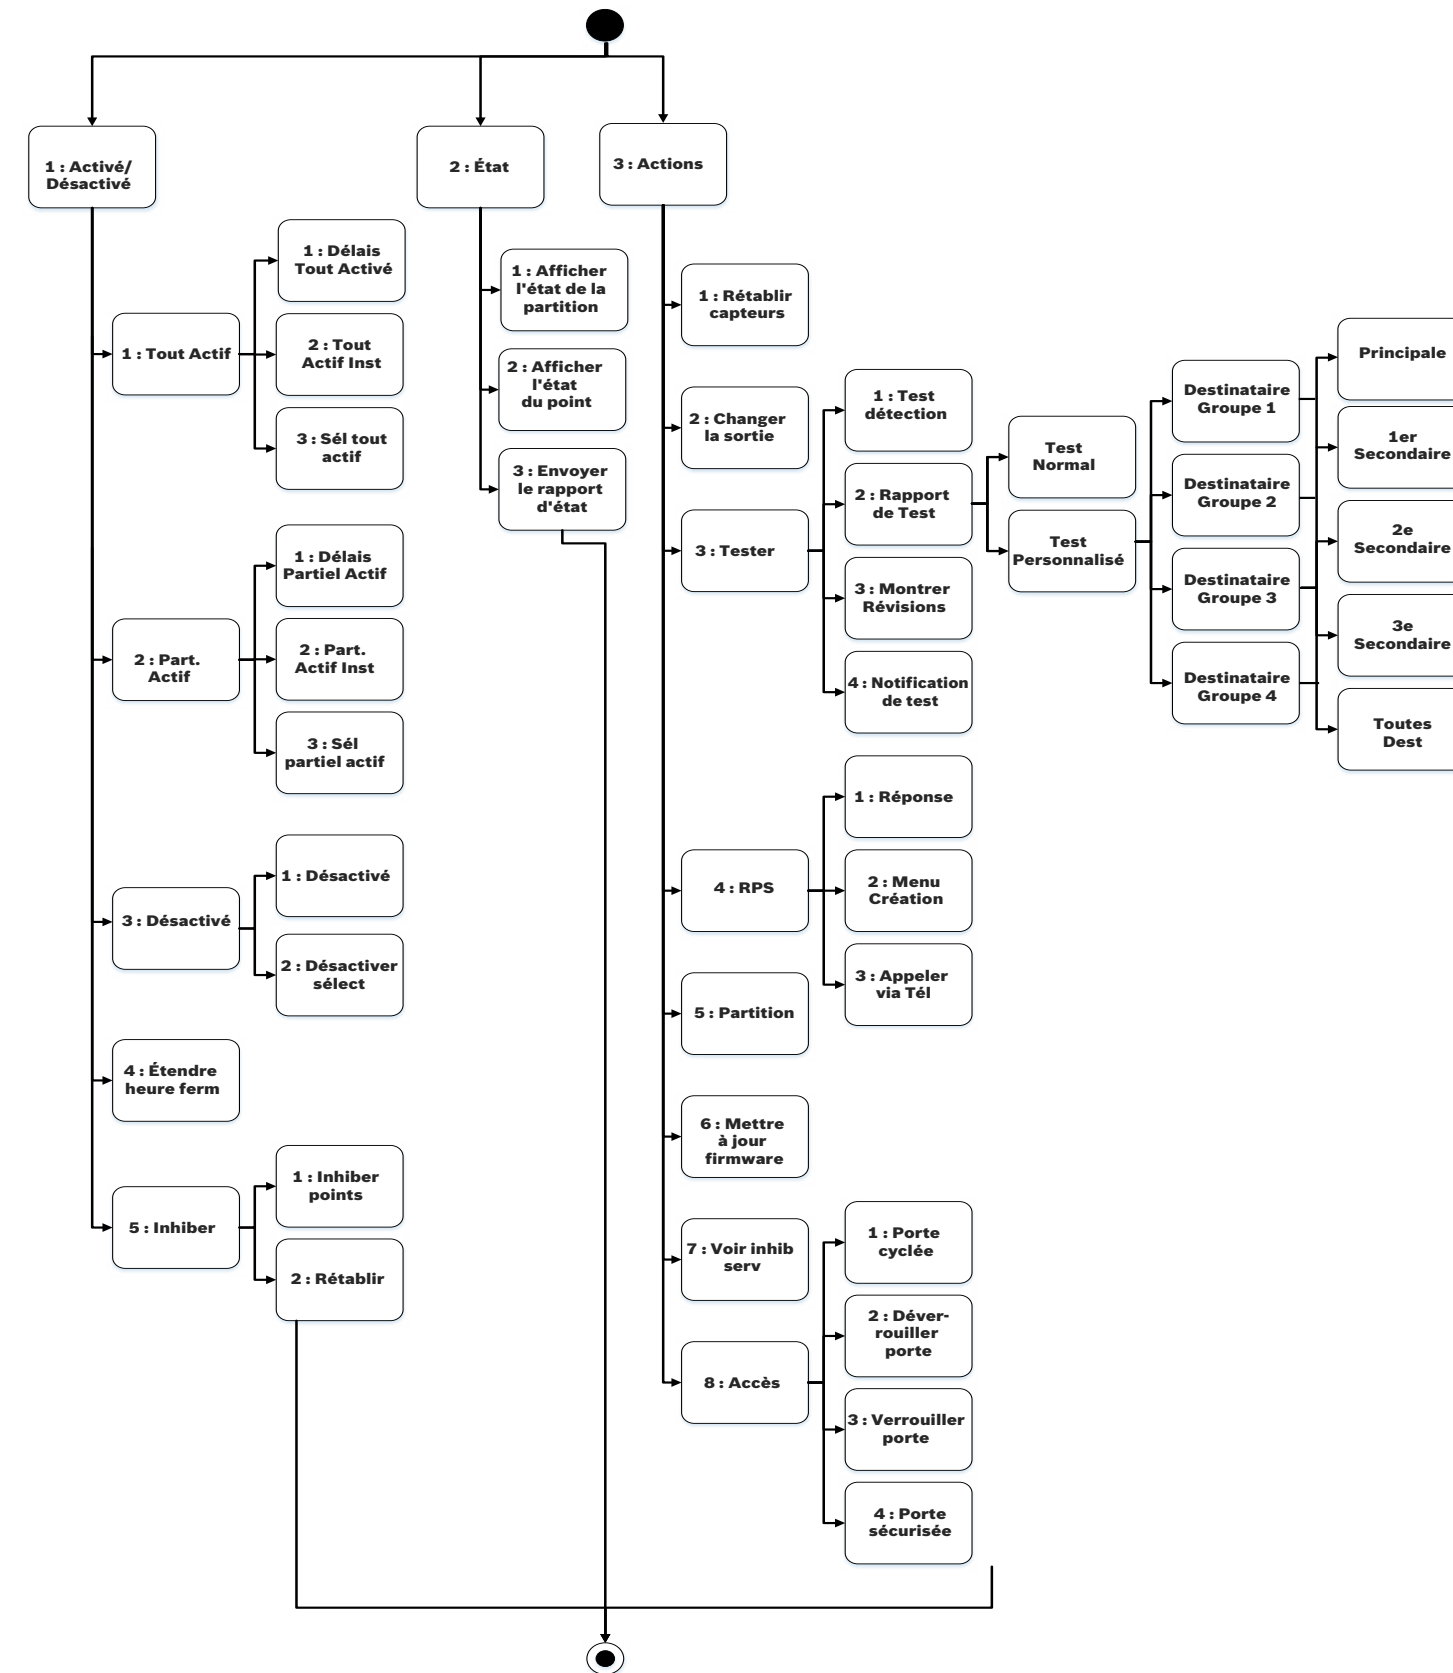 1 : Activé/
Désactivé
2 : État
3 : Actions
1 : Tout Actif
1 : Délais
Tout Activé
2 : Tout
Actif Inst
3 : Sél tout
actif
2 : Part.
Actif
1 : Délais
Partiel Actif
2 : Part.
Actif Inst
3 : Sél
partiel actif
3 : Désactivé
1 : Désactivé
2 : Désactiver
sélect
4 : Étendre
heure ferm
5 : Inhiber
1 : Inhiber
points
2 : Rétablir
1 : Afficher
l'état de la
partition
2 : Afficher
l'état
du point
3 : Envoyer
le rapport
d'état
1 : Rétablir
capteurs
2 : Changer
la sortie
3 : Tester
1 : Test
détection
2 : Rapport
de Test
Test
Normal
Test
Personnalisé
Destinataire
Groupe 1
Destinataire
Groupe 2
Destinataire
Groupe 3
Destinataire
Groupe 4
Principale
1er
Secondaire
2e
Secondaire
3e
Secondaire
Toutes
Dest
3 : Montrer
Révisions
4 : Notification
de test
4 : RPS
1 : Réponse
2 : Menu
Création
3 : Appeler
via Tél
5 : Partition
6 : Mettre
à jour
firmware
7 : Voir inhib
serv
8 : Accès
1 : Porte
cyclée
2 : Déver-
rouiller
porte
3 : Verrouiller
porte
4 : Porte
sécurisée